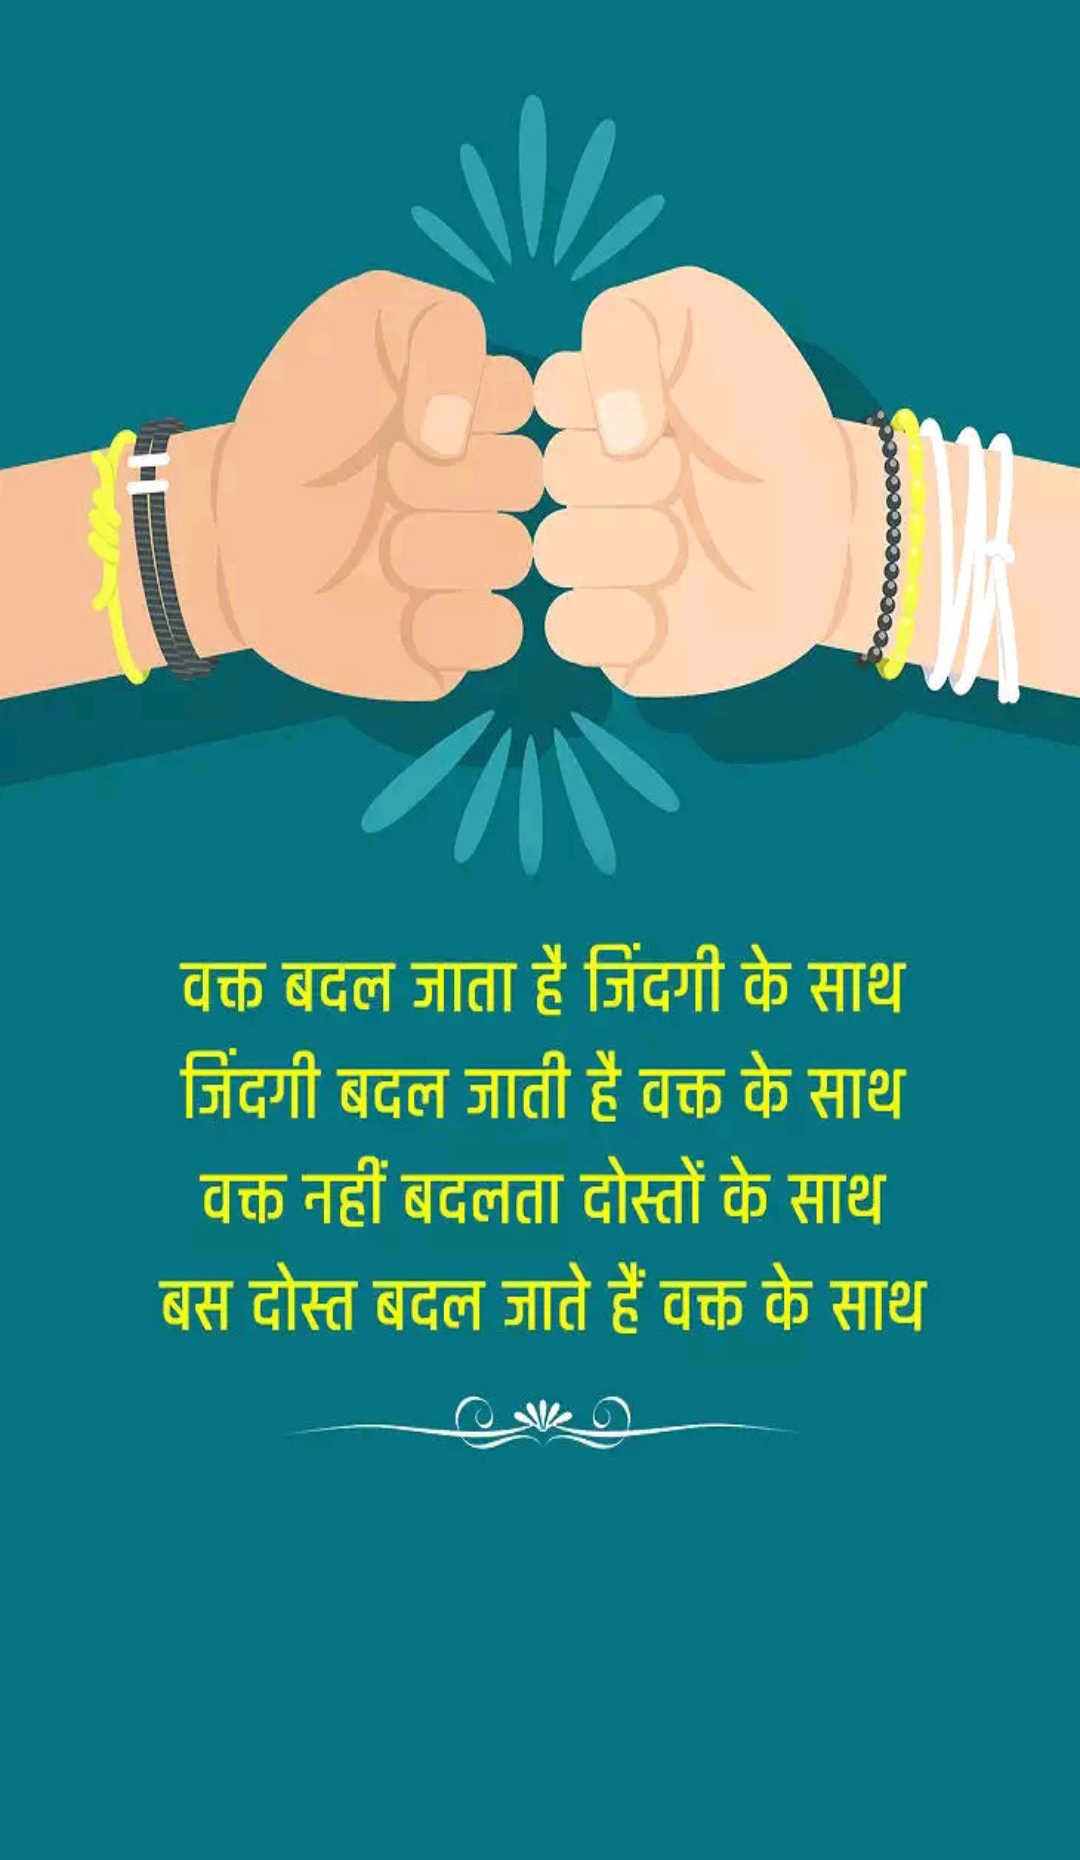 वक्त बदल जाता है जिंदगी के साथ
जिंदगी बदल जाती है वक्त के साथ
वक्त नहीं बदलता दोस्तों के साथ
बस दोस्त बदल जाते हैं वक्त के साथ